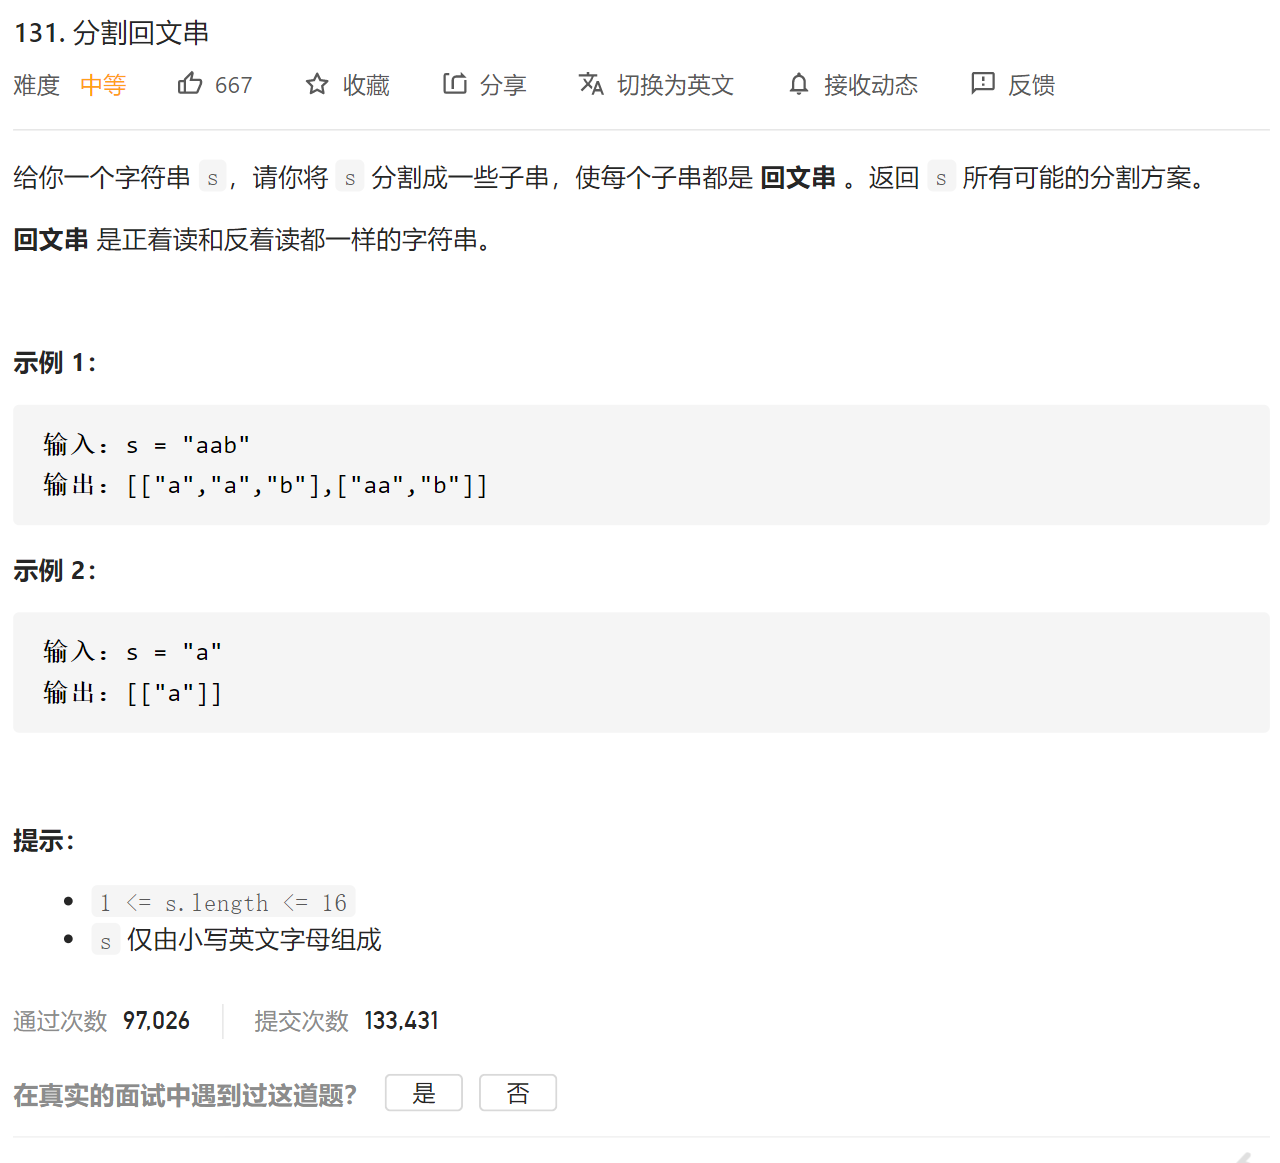 131. 分割回文串
难度 中等 667 收藏 分享 切换为英文 接收动态 反馈
给你一个字符串 s，请你将 s 分割成一些子串，使每个子串都是 回文串 。返回 s 所有可能的分割方案。
回文串 是正着读和反着读都一样的字符串。
示例 1：
输入：s = "aab"
输出：[["a","a","b"],["aa","b"]]
示例 2：
输入：s = "a"
输出：[["a"]]
提示：
1 <= s.length <= 16
s 仅由小写英文字母组成
通过次数 97,026 提交次数 133,431
在真实的面试中遇到过这道题？ 是 否